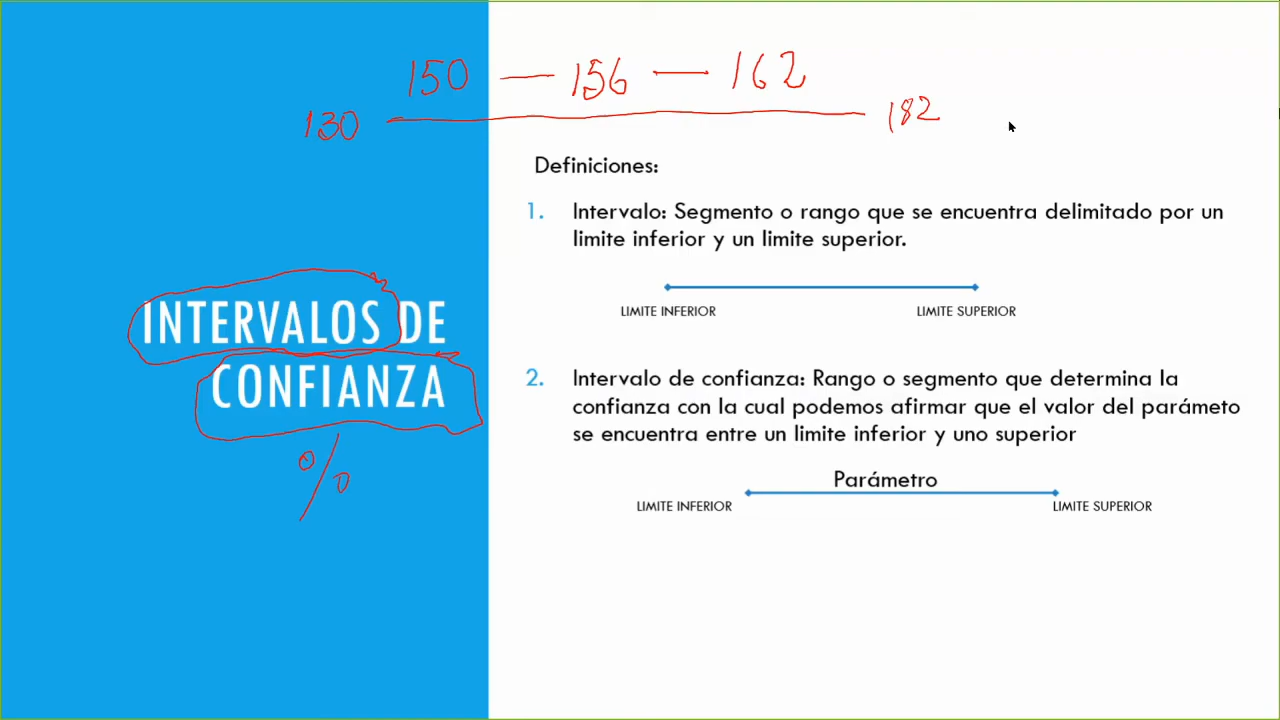 150 — 156 — 162
130 182
INTERVALOS DE
CONFIANZA
%
Definiciones:
1. Intervalo: Segmento o rango que se encuentra delimitado por un
limite inferior y un limite superior.
LIMITE INFERIOR LIMITE SUPERIOR
2. Intervalo de confianza: Rango o segmento que determina la
confianza con la cual podemos afirmar que el valor del parámeto
se encuentra entre un limite inferior y uno superior
Parámetro
LIMITE INFERIOR LIMITE SUPERIOR